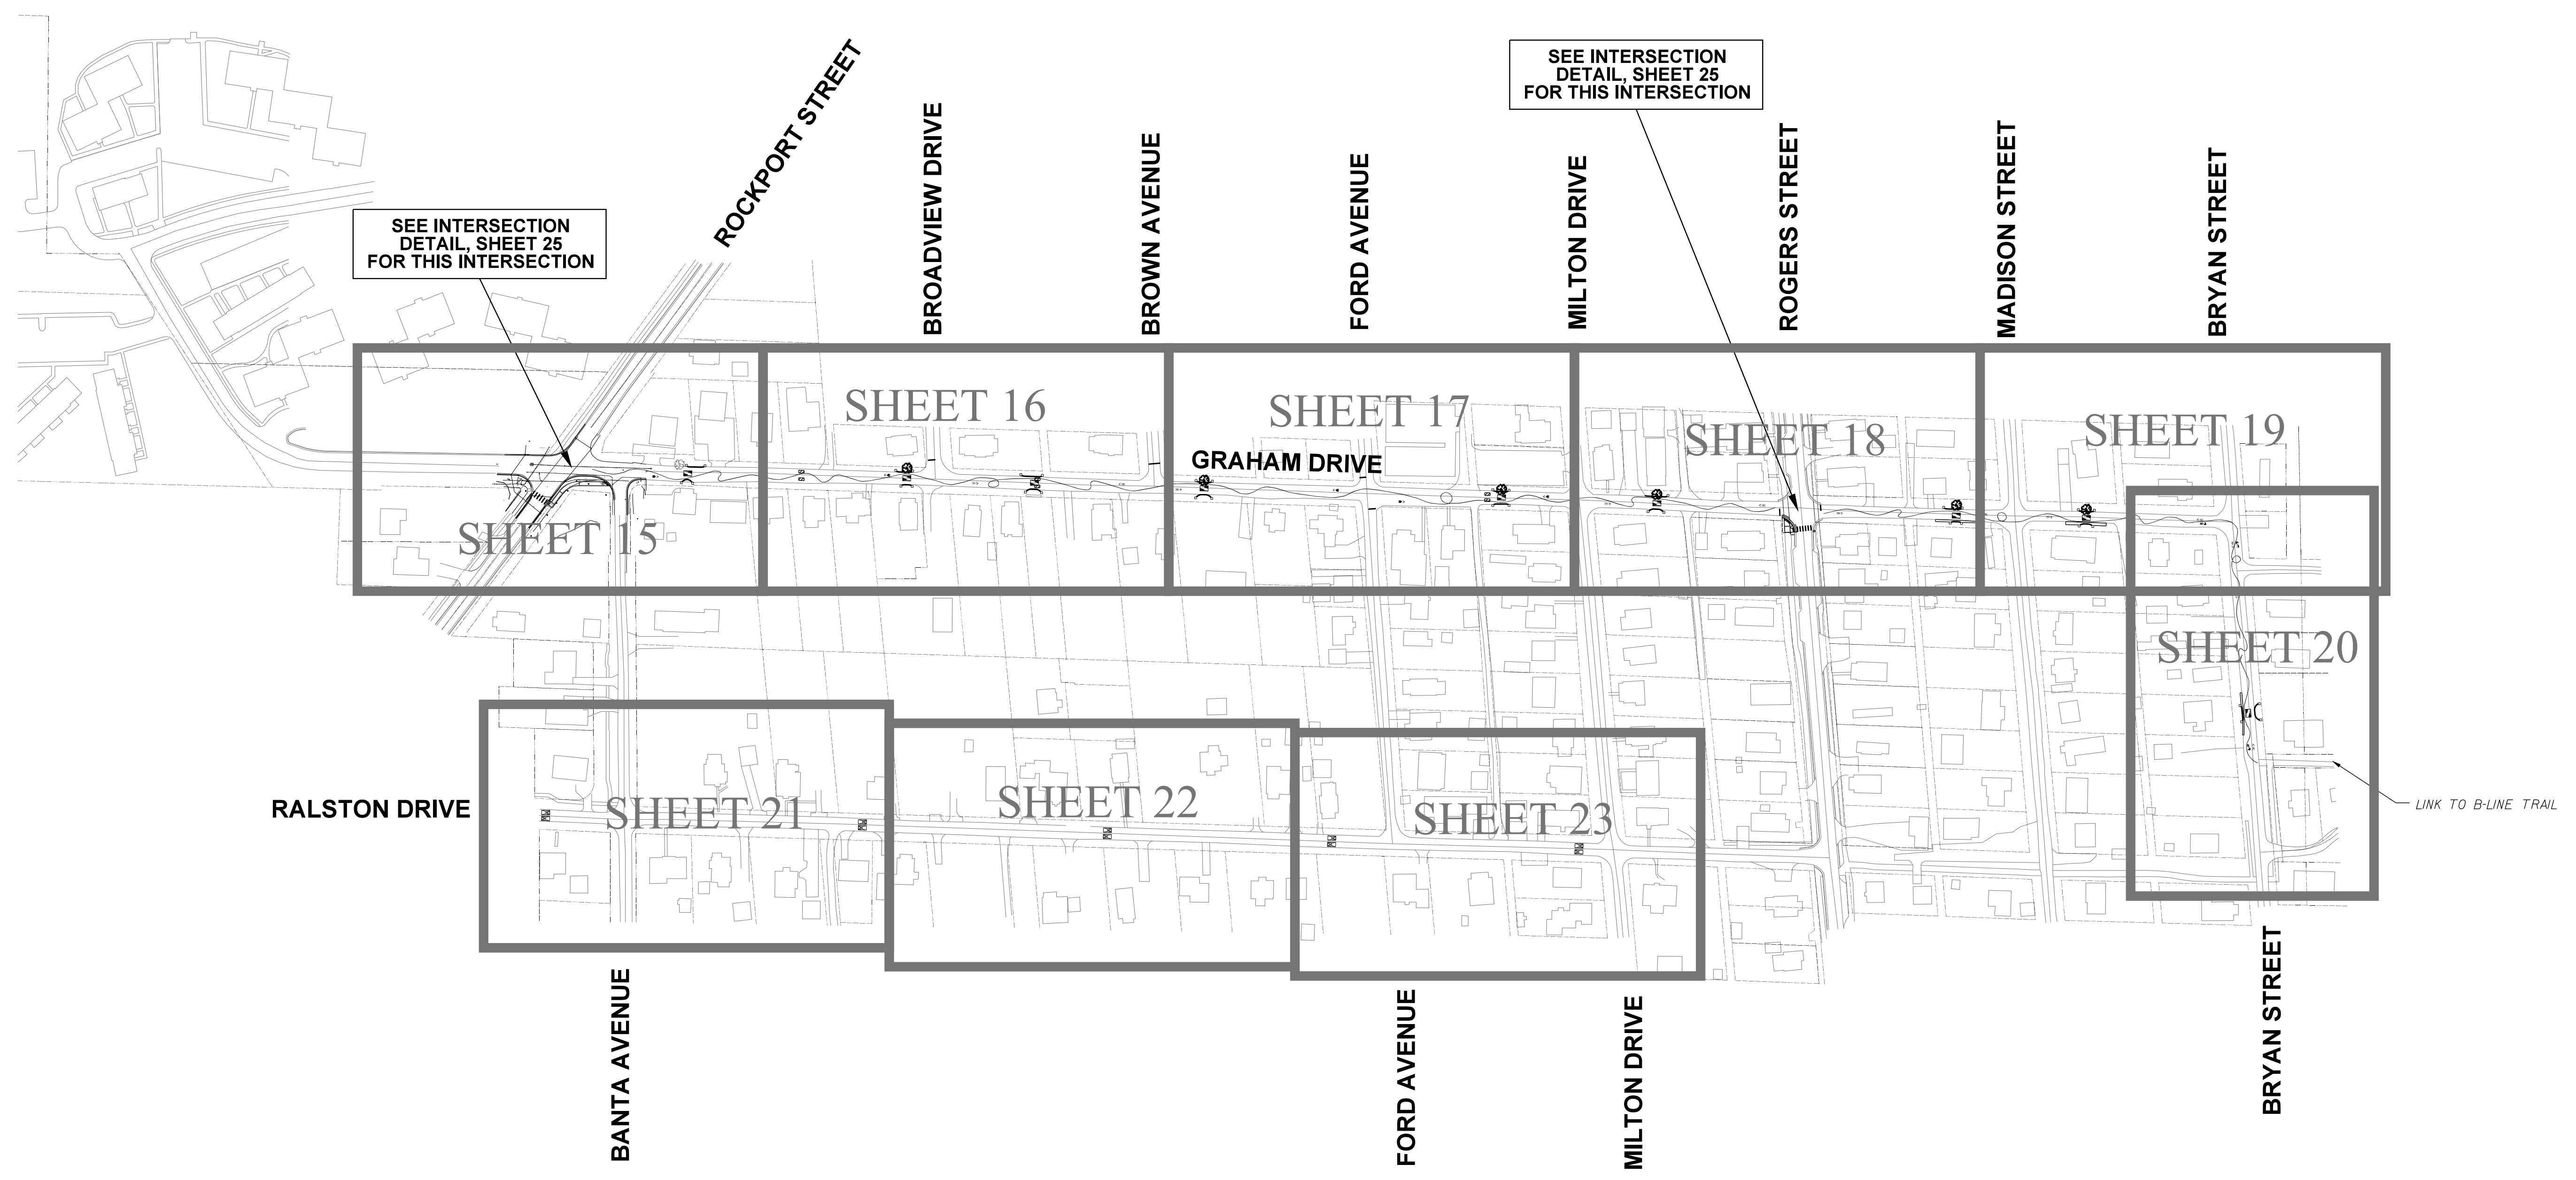 SEE INTERSECTION
DETAIL, SHEET 25
FOR THIS INTERSECTION
ROCKPORT STREET
BROADVIEW DRIVE
BROWN AVENUE
FORD AVENUE
MILTON DRIVE
SEE INTERSECTION
DETAIL, SHEET 25
FOR THIS INTERSECTION
ROGERS STREET
MADISON STREET
BRYAN STREET
SHEET 15
SHEET 16
SHEET 17
GRAHAM DRIVE
SHEET 18
SHEET 19
SHEET 20
LINK TO B-LINE TRAIL
RALSTON DRIVE
SHEET 21
SHEET 22
SHEET 23
BANTA AVENUE
FORD AVENUE
MILTON DRIVE
BRYAN STREET